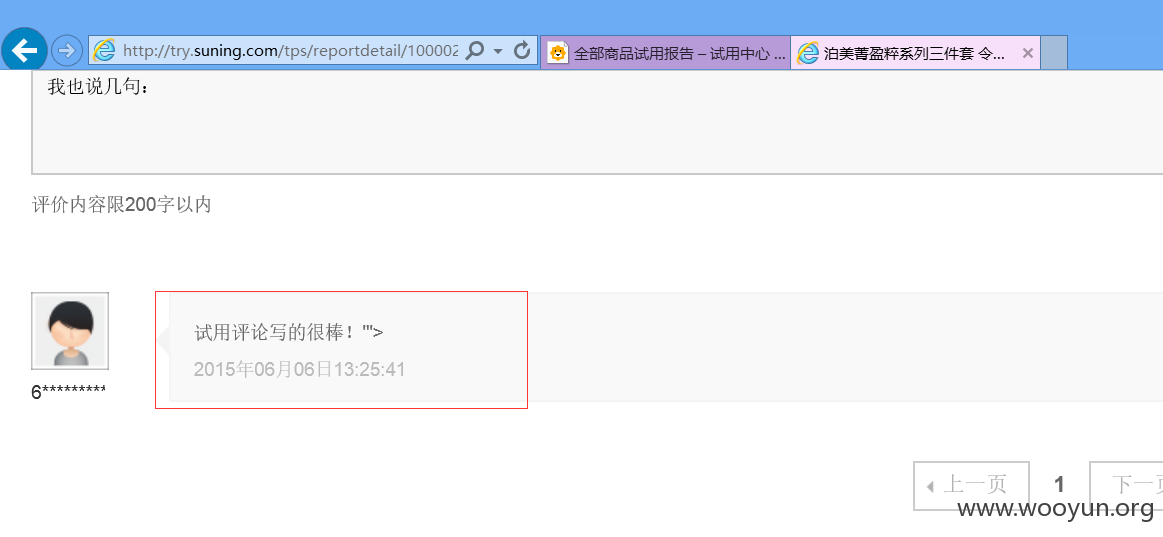 http://try.suning.com/tps/reportdetail/100002
全部商品试用报告 – 试用中心 ...
泊美菁盈粹系列三件套 令...
我也说几句：
评价内容限200字以内
试用评论写的很棒！'">
2015年06月06日13:25:41
6*********
上一页 1 下一页
www.wooyun.org